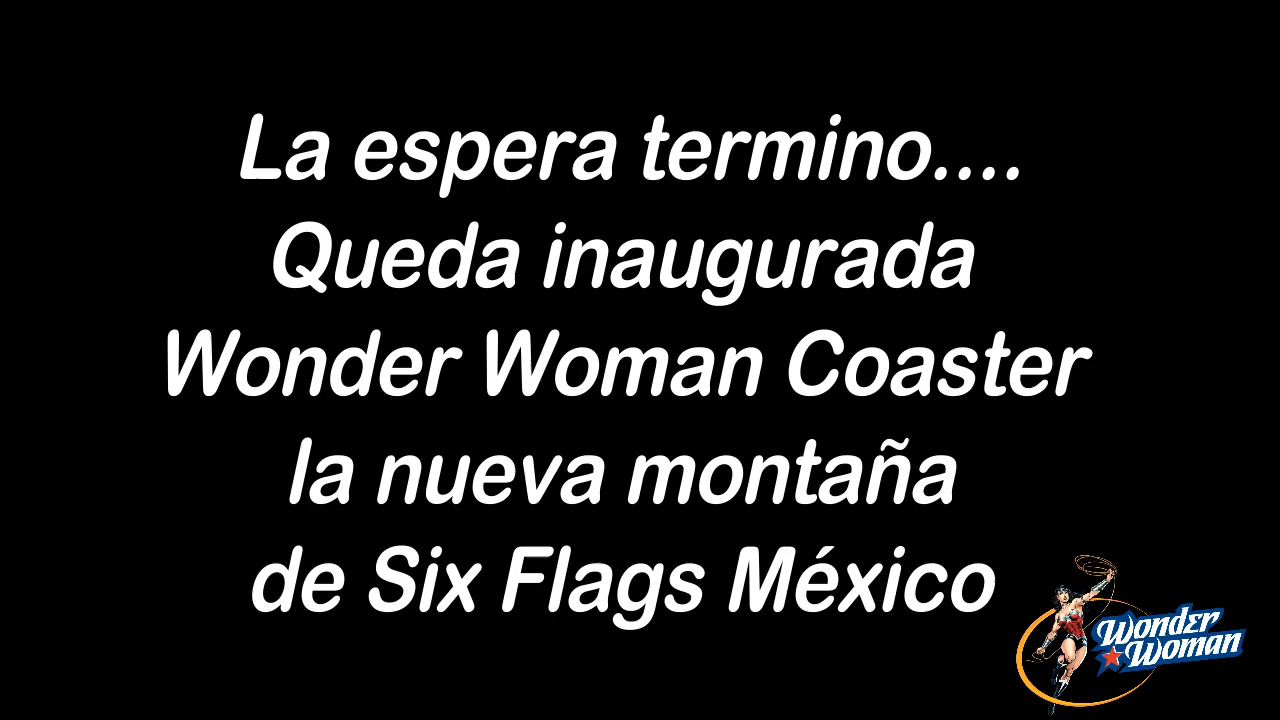 La espera termino....
Queda inaugurada
Wonder Woman Coaster
la nueva montaña
de Six Flags México
Wonder
Woman